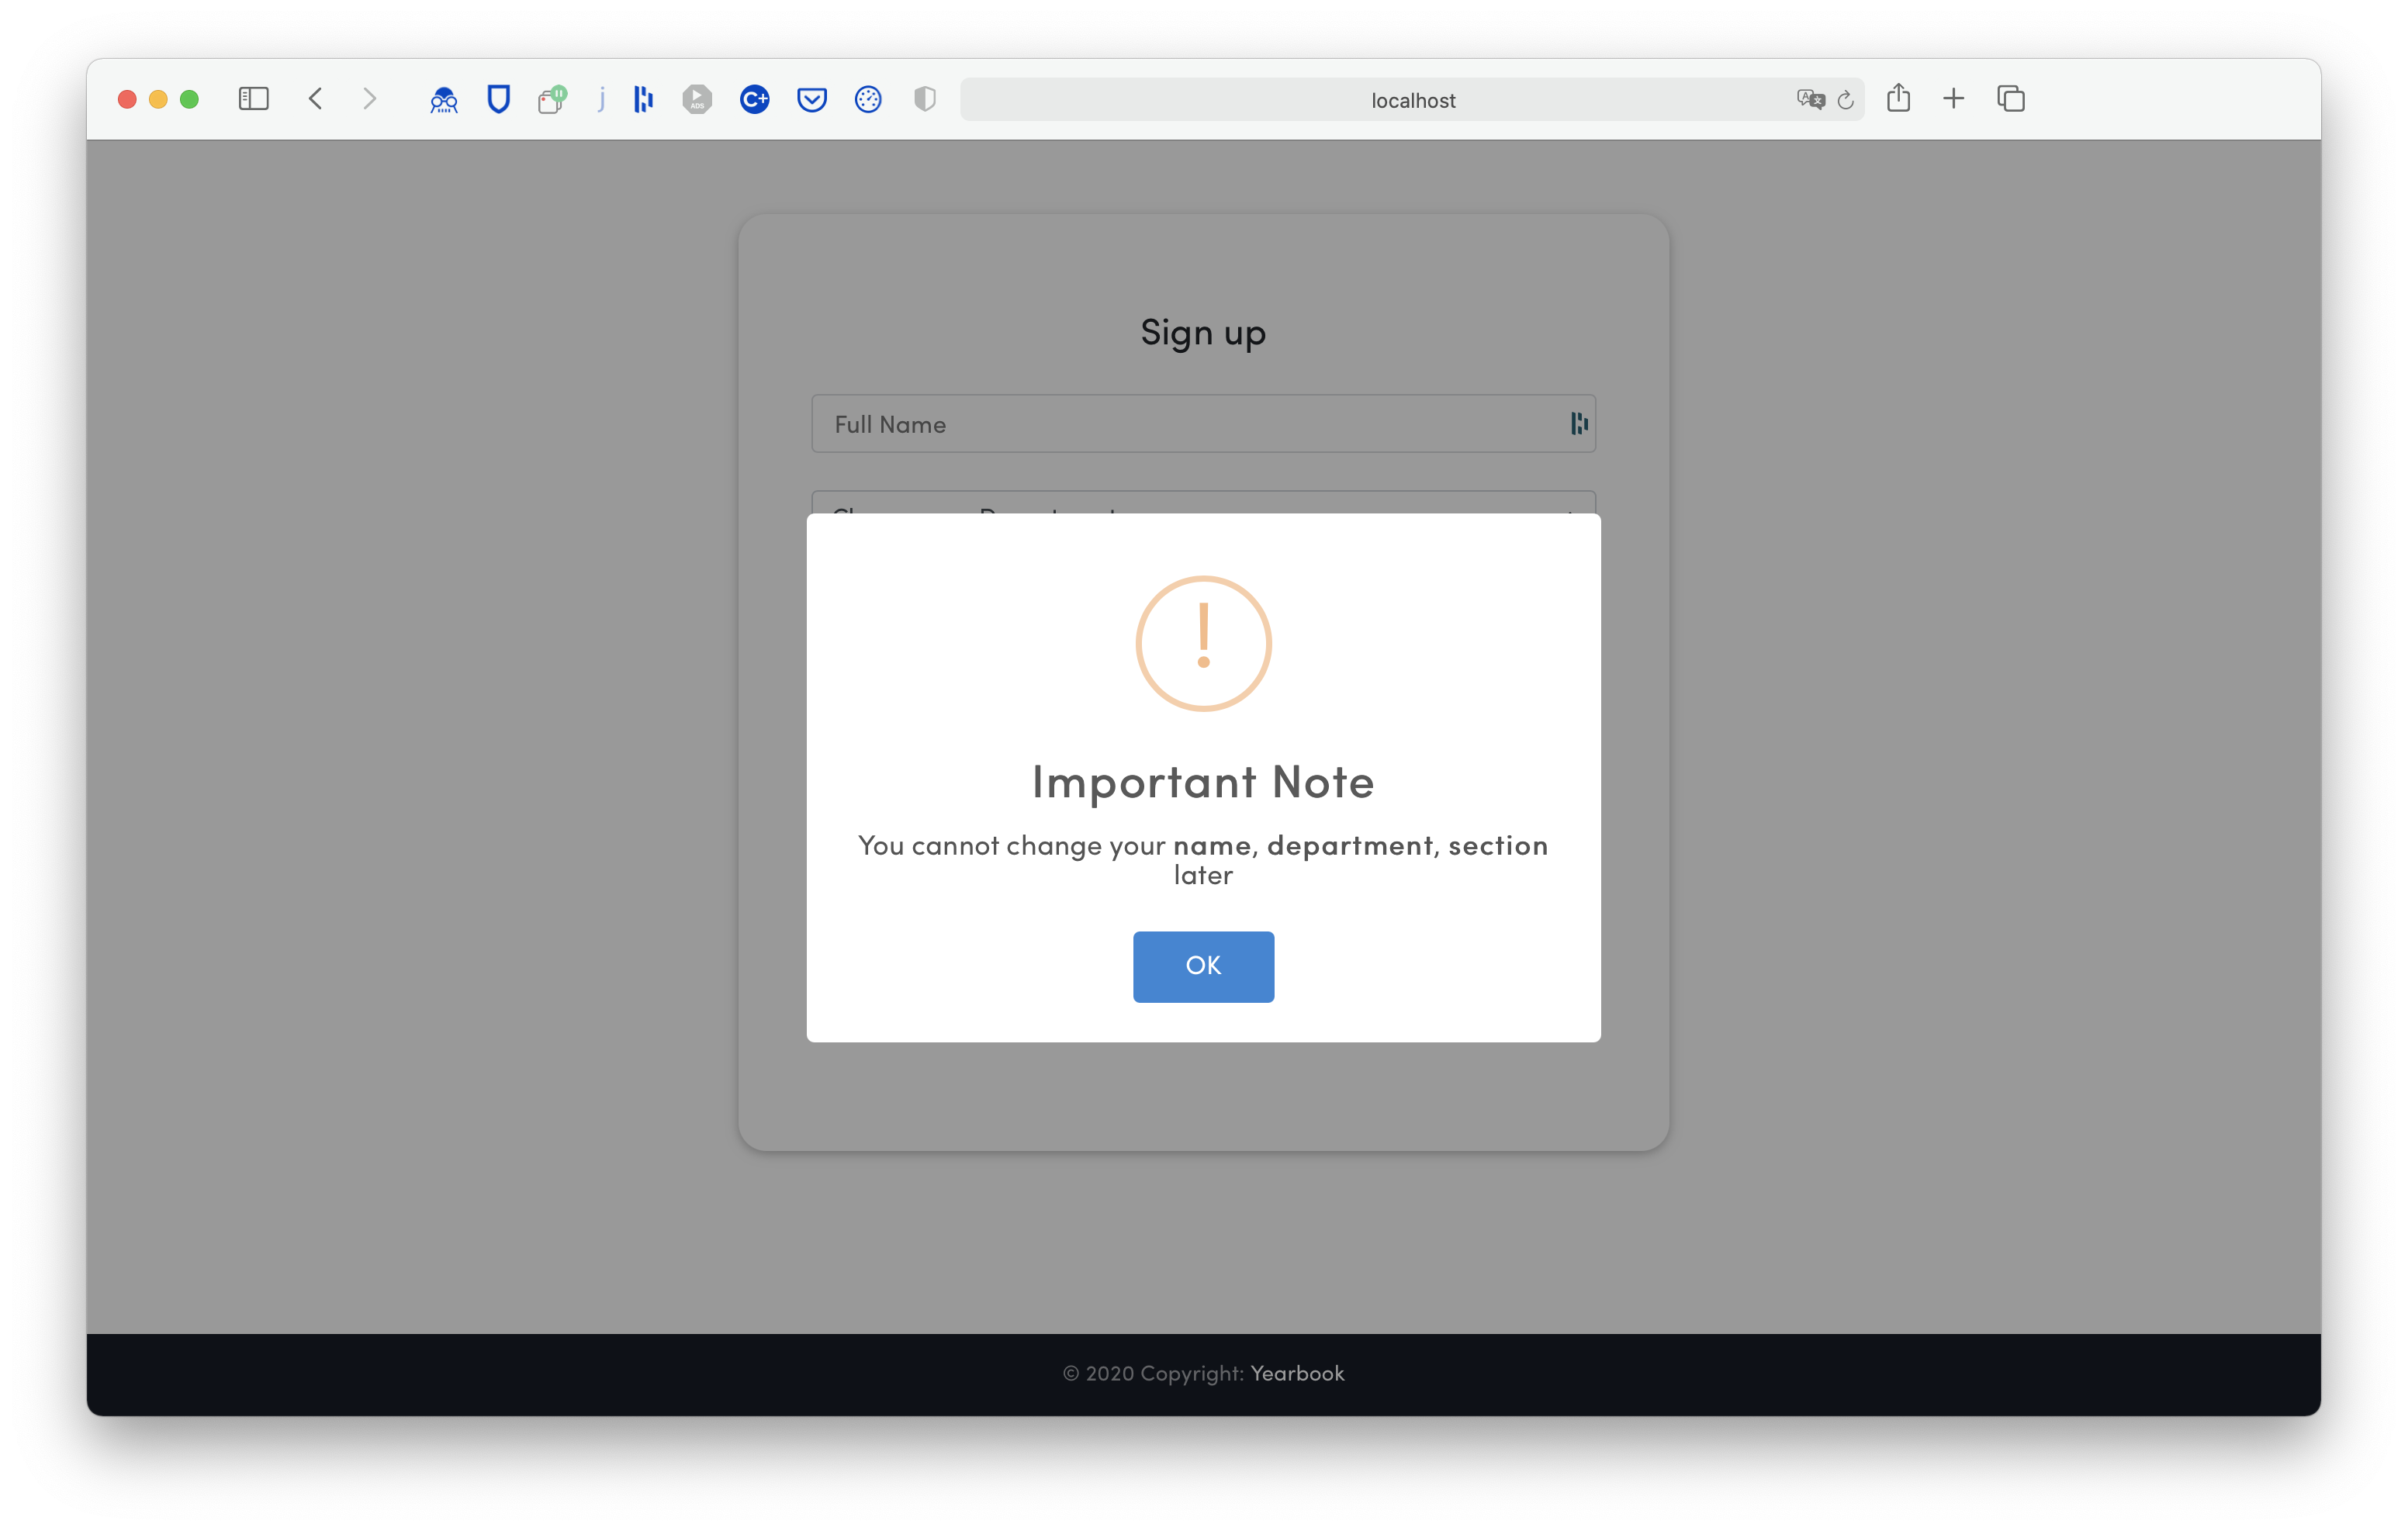 localhost
j
ADS
C+
Sign up
Full Name
!
Important Note
You cannot change your name, department, section
later
OK
© 2020 Copyright: Yearbook